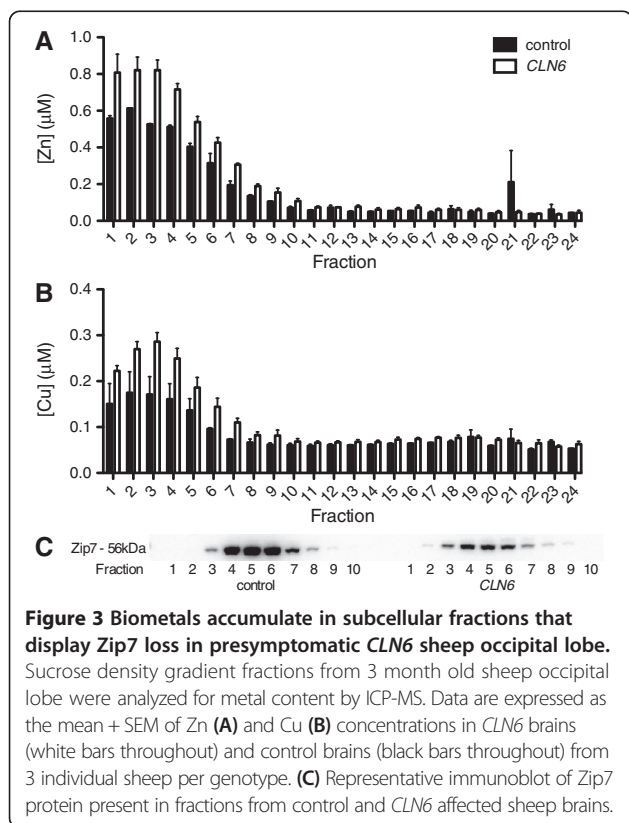 A
control
CLN6
[Zn] (μM)
1.0
0.8
0.6
0.4
0.2
0.0
1 2 3 4 5 6 7 8 9 10 11 12 13 14 15 16 17 18 19 20 21 22 23 24
Fraction
B
[Cu] (μM)
0.4
0.3
0.2
0.1
0.0
1 2 3 4 5 6 7 8 9 10 11 12 13 14 15 16 17 18 19 20 21 22 23 24
Fraction
C
Zip7 - 56kDa
Fraction 1 2 3 4 5 6 7 8 9 10 1 2 3 4 5 6 7 8 9 10
control CLN6
Figure 3 Biometals accumulate in subcellular fractions that
display Zip7 loss in presymptomatic CLN6 sheep occipital lobe.
Sucrose density gradient fractions from 3 month old sheep occipital
lobe were analyzed for metal content by ICP-MS. Data are expressed as
the mean + SEM of Zn (A) and Cu (B) concentrations in CLN6 brains
(white bars throughout) and control brains (black bars throughout) from
3 individual sheep per genotype. (C) Representative immunoblot of Zip7
protein present in fractions from control and CLN6 affected sheep brains.